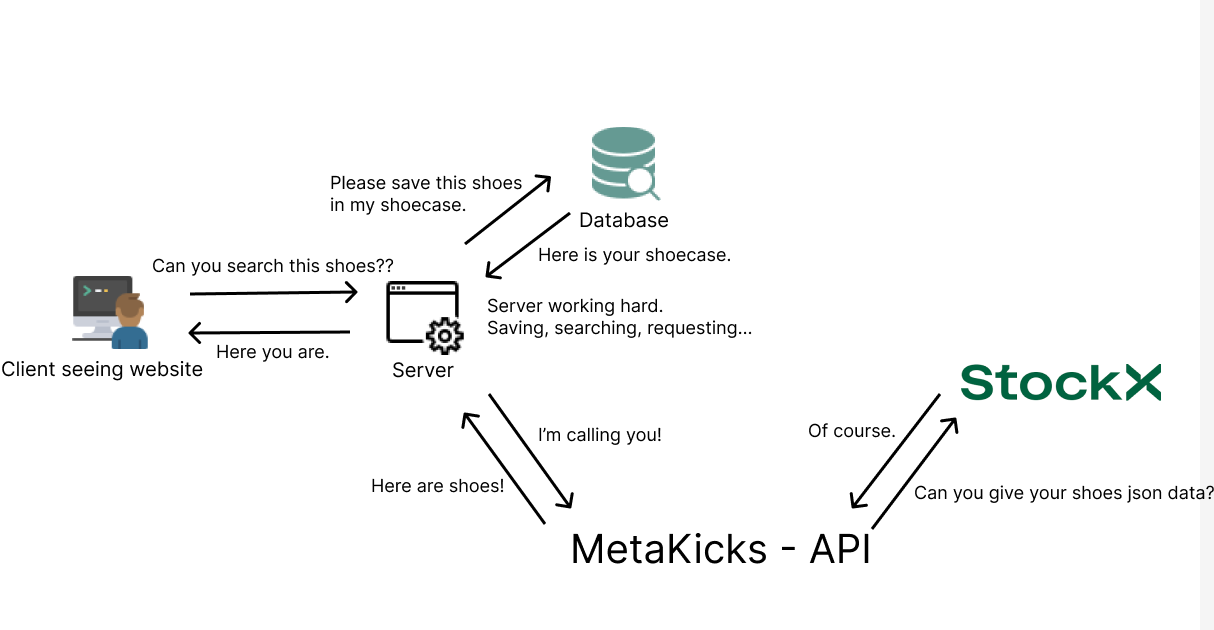 Please save this shoes
in my shoecase.
Database
Here is your shoecase.
Can you search this shoes??
Here you are.
Client seeing website
Server working hard.
Saving, searching, requesting...
Server
StockX
I'm calling you!
Of course.
Here are shoes!
Can you give your shoes json data?
MetaKicks - API